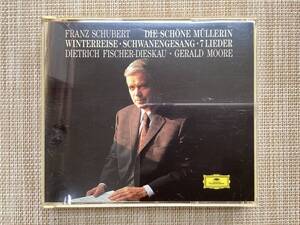 FRANZ SCHUBERT DIE SCHÖNE MÜLLERIN
WINTERREISE · SCHWANENGESANG · 7 LIEDER
DIETRICH FISCHER-DIESKAU · GERALD MOORE